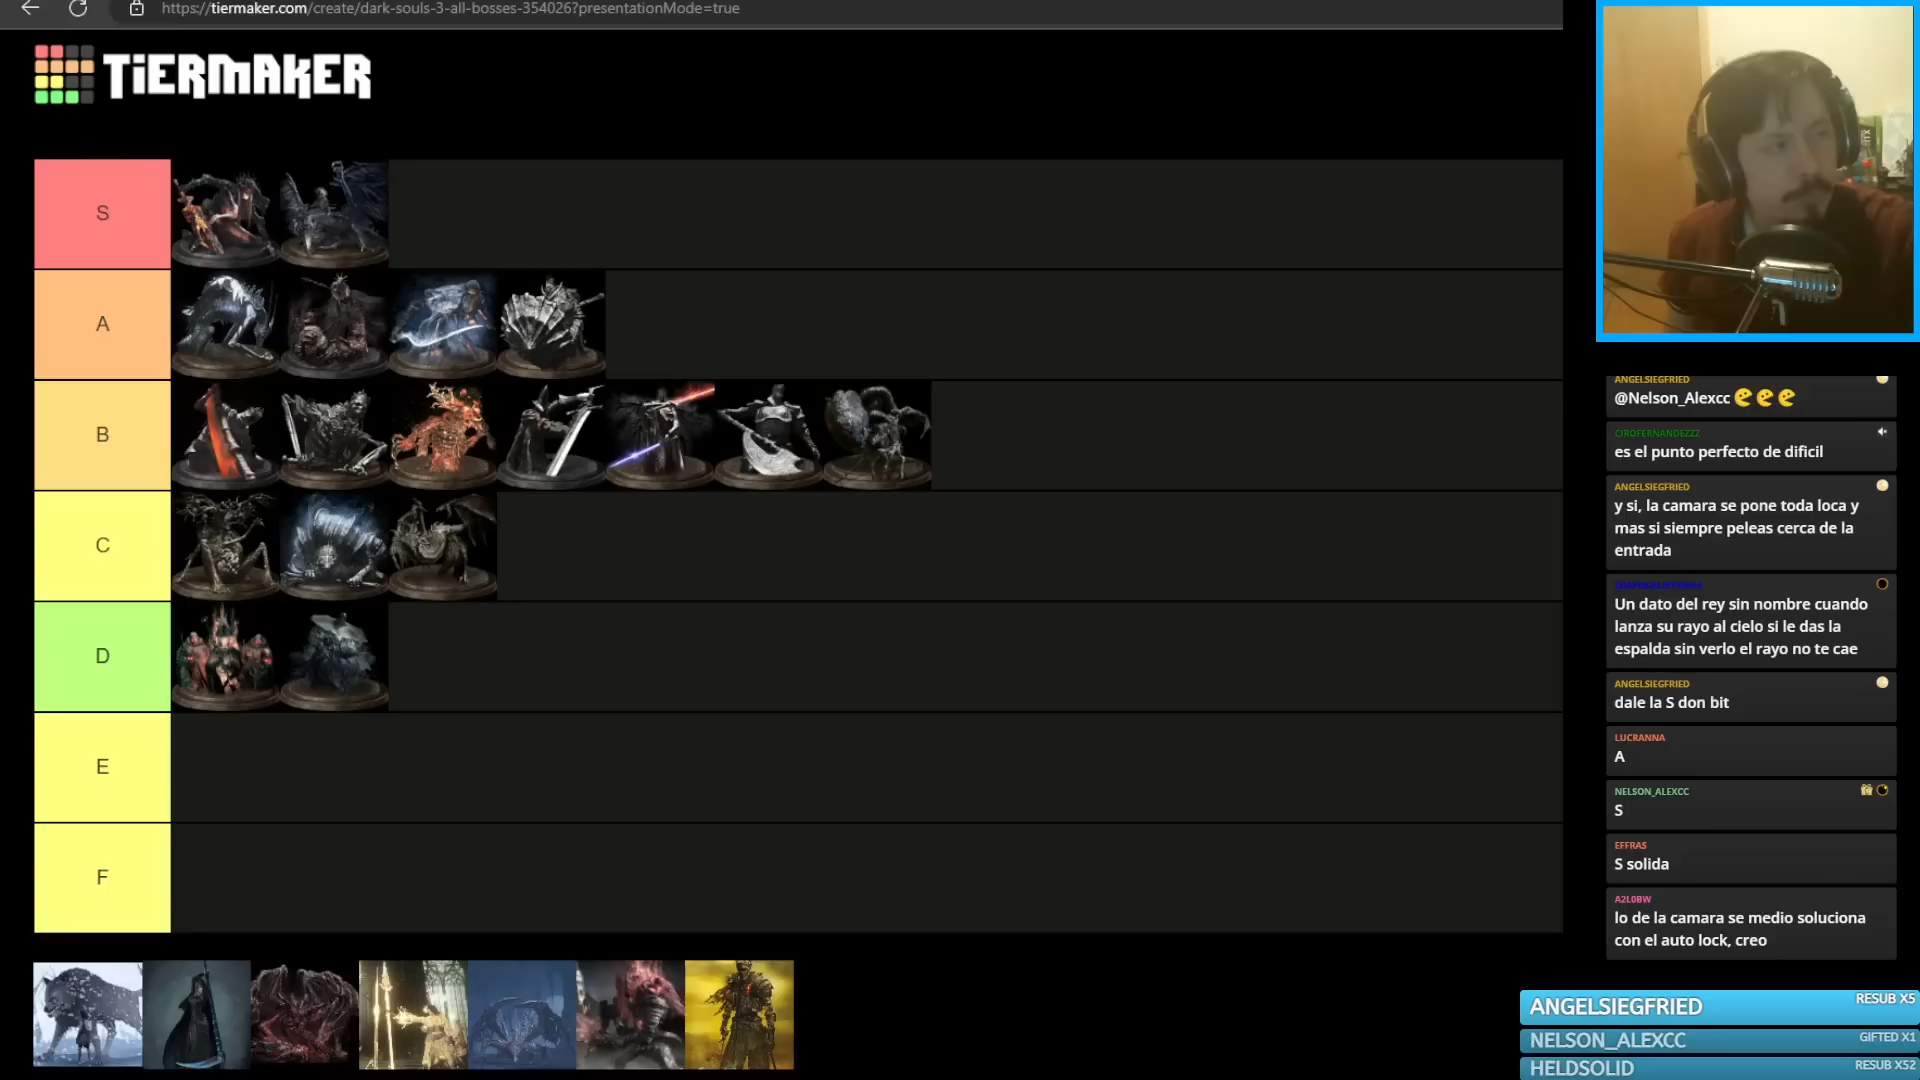 https://tiermaker.com/create/dark-souls-3-all-bosses-354026?presentationMode=true
TiERMAKER
S
A
B
C
D
E
F
ANGELSIEGFRIED
@Nelson_Alexcc
CIROFERNANDEZZZ
es el punto perfecto de dificil
ANGELSIEGFRIED
y si, la camara se pone toda loca y
mas si siempre peleas cerca de la
entrada
Un dato del rey sin nombre cuando
lanza su rayo al cielo si le das la
espalda sin verlo el rayo no te cae
ANGELSIEGFRIED
dale la S don bit
LUCRANNA
A
NELSON_ALEXCC
S
EFFRAS
S solida
A2L0BW
lo de la camara se medio soluciona
con el auto lock, creo
ANGELSIEGFRIED RESUB X5
NELSON_ALEXCC GIFTED X1
HELDSOLID RESUB X52